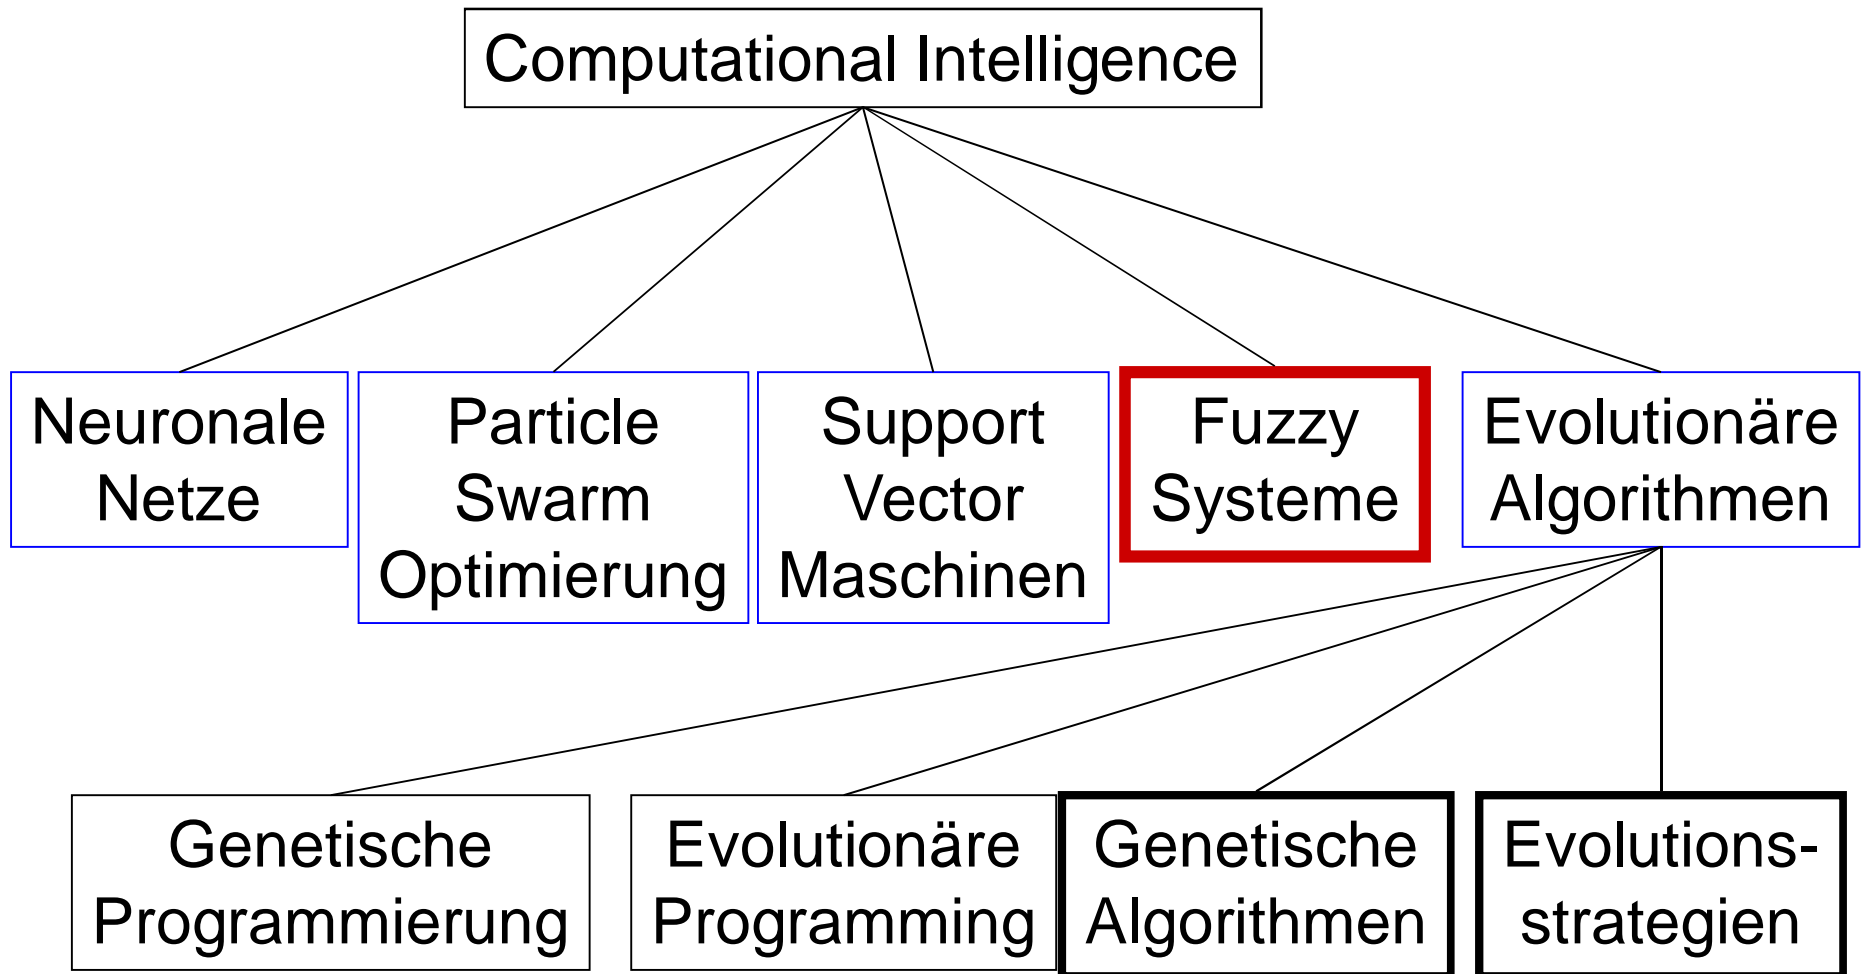 Computational Intelligence
Neuronale
Netze
Particle
Swarm
Optimierung
Support
Vector
Maschinen
Fuzzy
Systeme
Evolutionäre
Algorithmen
Genetische
Programmierung
Evolutionäre
Programming
Genetische
Algorithmen
Evolutions-
strategien